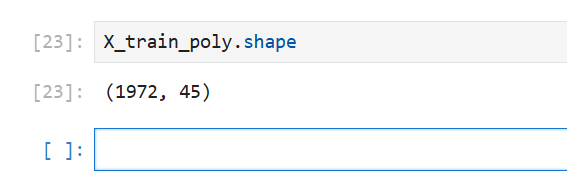 [23]: X_train_poly.shape
[23]: (1972, 45)
[ ]: